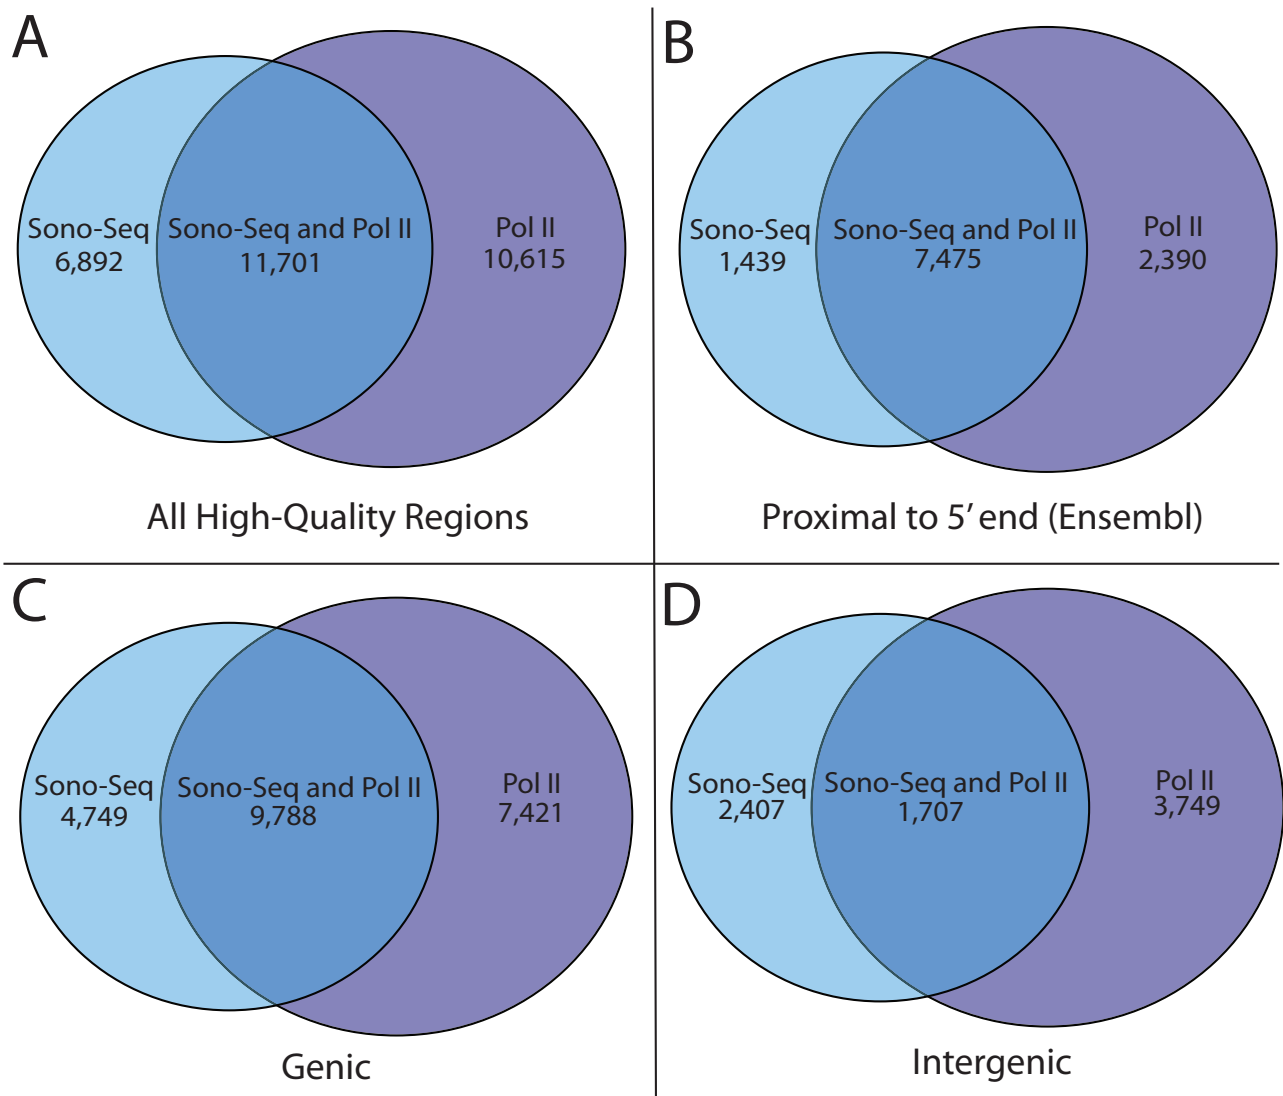 A
Sono-Seq
6,892
Sono-Seq and Pol II
11,701
Pol II
10,615
All High-Quality Regions
B
Sono-Seq
1,439
Sono-Seq and Pol II
7,475
Pol II
2,390
Proximal to 5' end (Ensembl)
C
Sono-Seq
4,749
Sono-Seq and Pol II
9,788
Pol II
7,421
Genic
D
Sono-Seq
2,407
Sono-Seq and Pol II
1,707
Pol II
3,749
Intergenic